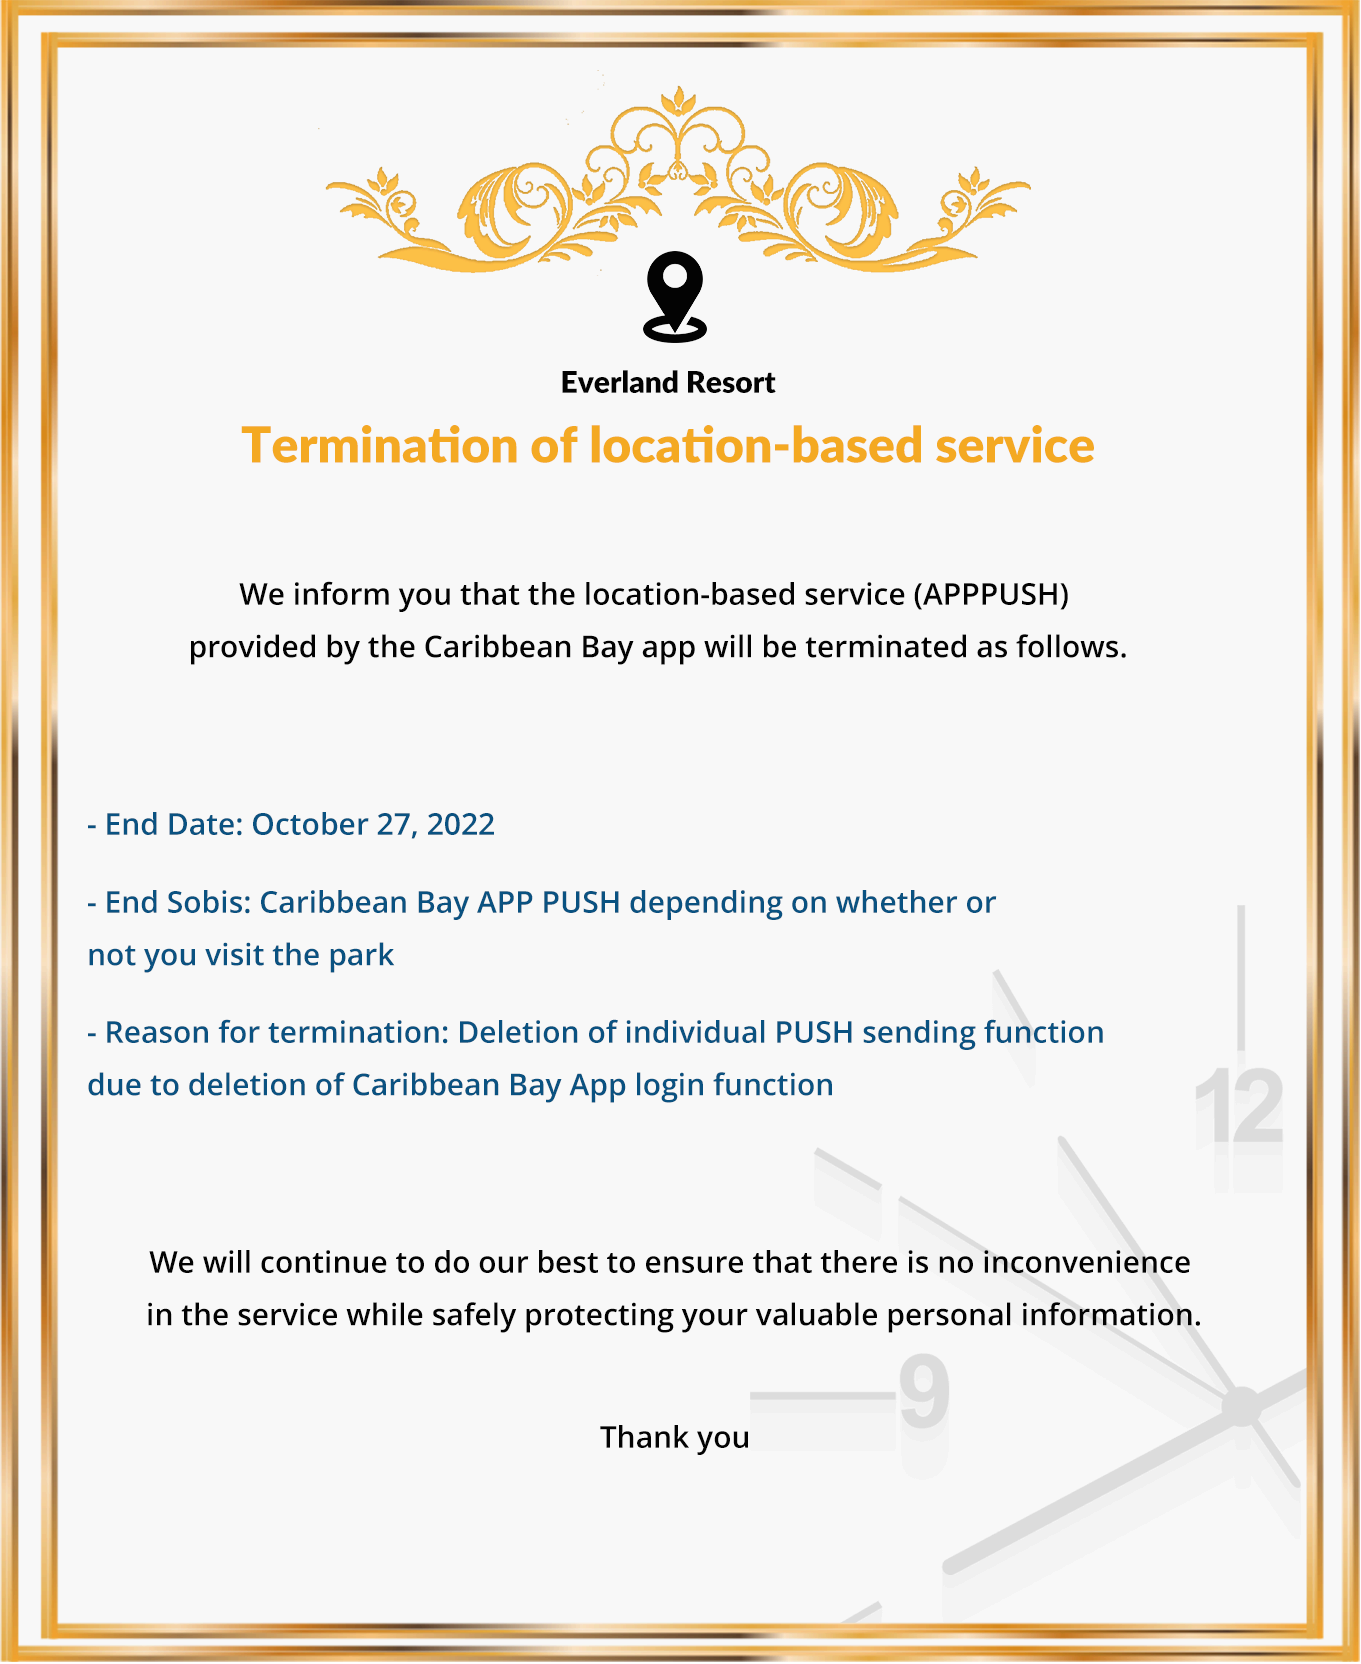 Everland Resort
Termination of location-based service
We inform you that the location-based service (APPPUSH)
provided by the Caribbean Bay app will be terminated as follows.
- End Date: October 27, 2022
- End Sobis: Caribbean Bay APP PUSH depending on whether or
not you visit the park
- Reason for termination: Deletion of individual PUSH sending function
due to deletion of Caribbean Bay App login function
12
We will continue to do our best to ensure that there is no inconvenience
in the service while safely protecting your valuable personal information.
9
Thank you